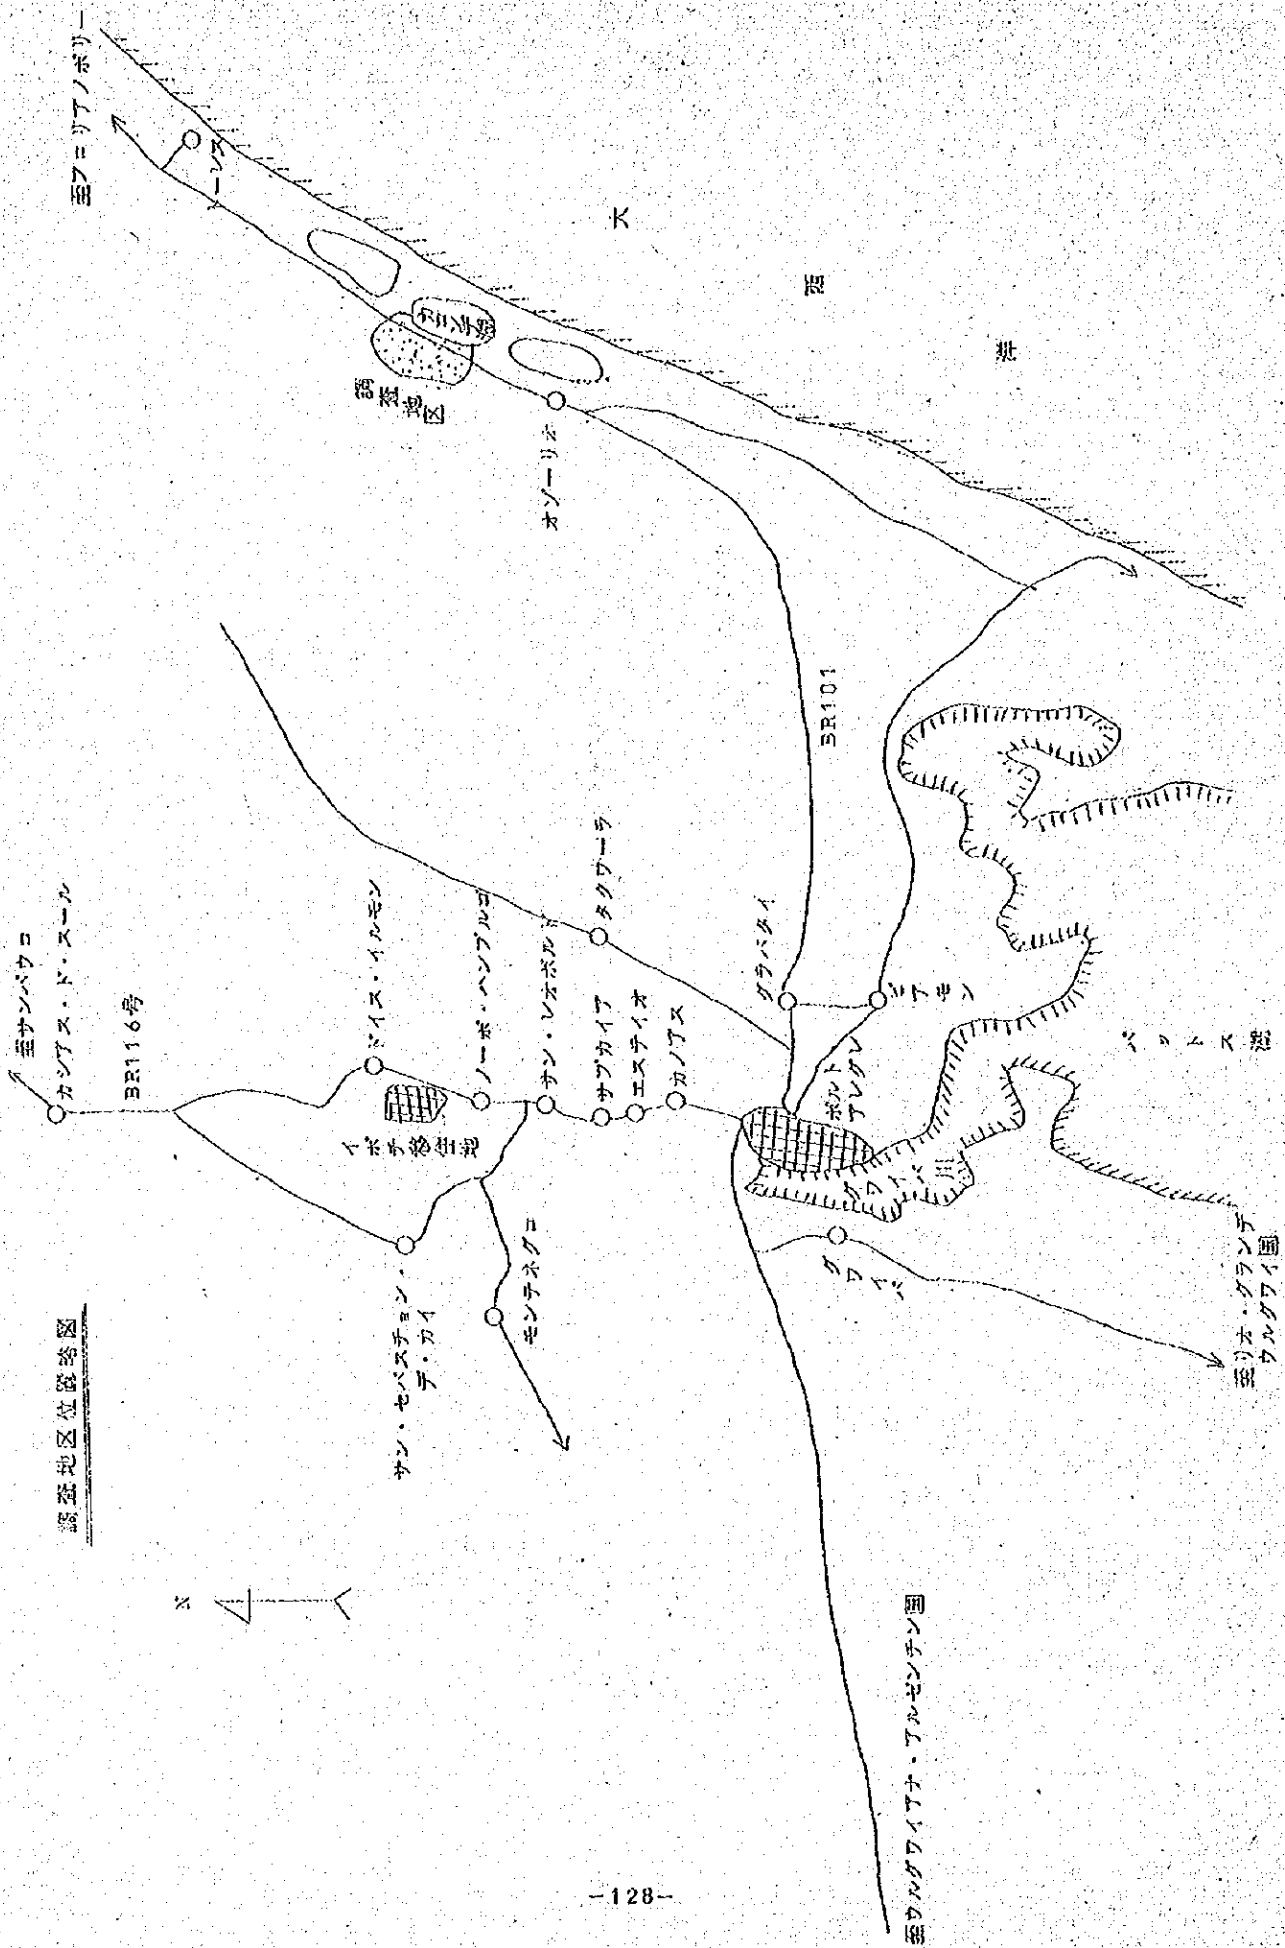 調査地区位置略図
N
至サンパウロ
カシアス・ド・スール
BR116号
ドイス・イルモン
イボチ移住地
ノーボ・ハンブルゴ
サン・レオポルド
サプカイア
エステイオ
カノアス
タクワーラ
サン・セバスチョン・
デ・カイ
モンテネグロ
至フロリアノポリー
トーレス
調査地区
オゾーリオ
大
西
洋
BR101
グラバタイ
ビアモン
ポルト
アレグレ
グワイバ川
グワイバ
パットス湖
至リオ・グランデ
ウルグワイ国
至ウルグワイアナ・アルゼンチン国
-128-